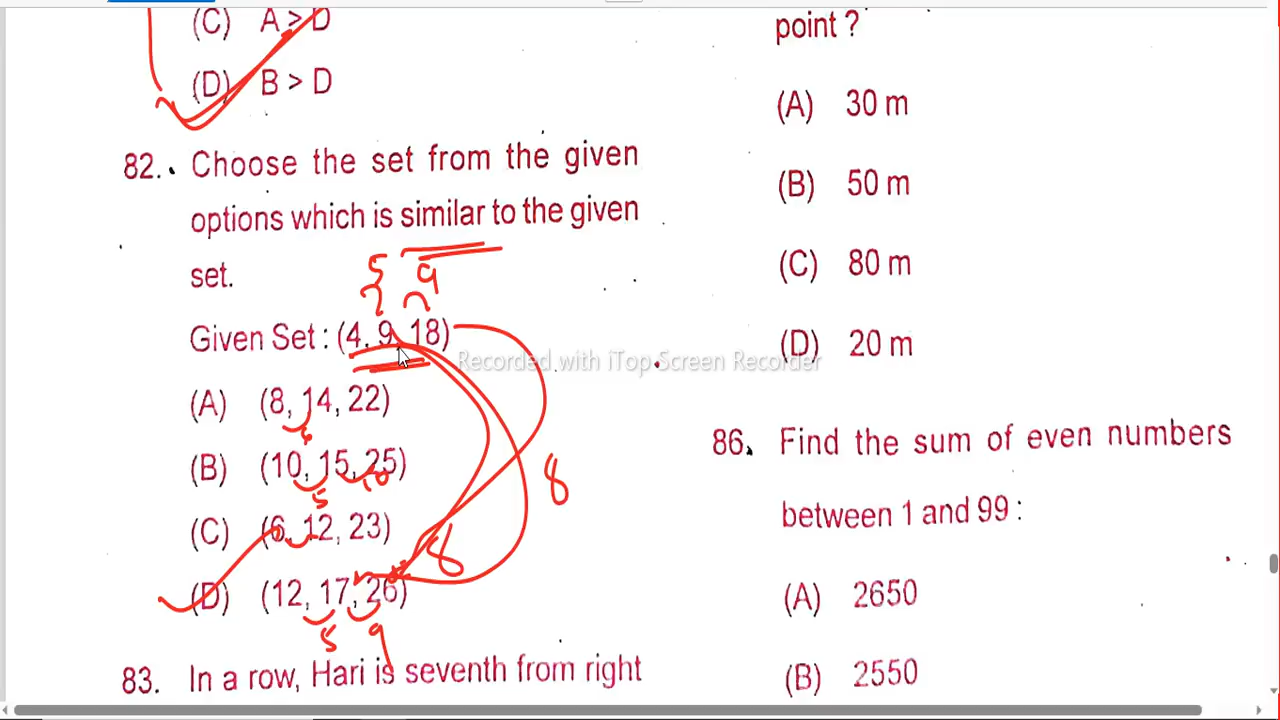 (C) A > D
(D) B > D
82. Choose the set from the given
options which is similar to the given
set.
5 9
Given Set : (4, 9, 18)
(A) (8, 14, 22)
6
(B) (10, 15, 25)
5 10
8
(C) (6, 12, 23)
8
(D) (12, 17, 26)
5 9
83. In a row, Hari is seventh from right
Recorded with iTop Screen Recorder
point ?
(A) 30 m
(B) 50 m
(C) 80 m
(D) 20 m
86. Find the sum of even numbers
between 1 and 99 :
(A) 2650
(B) 2550